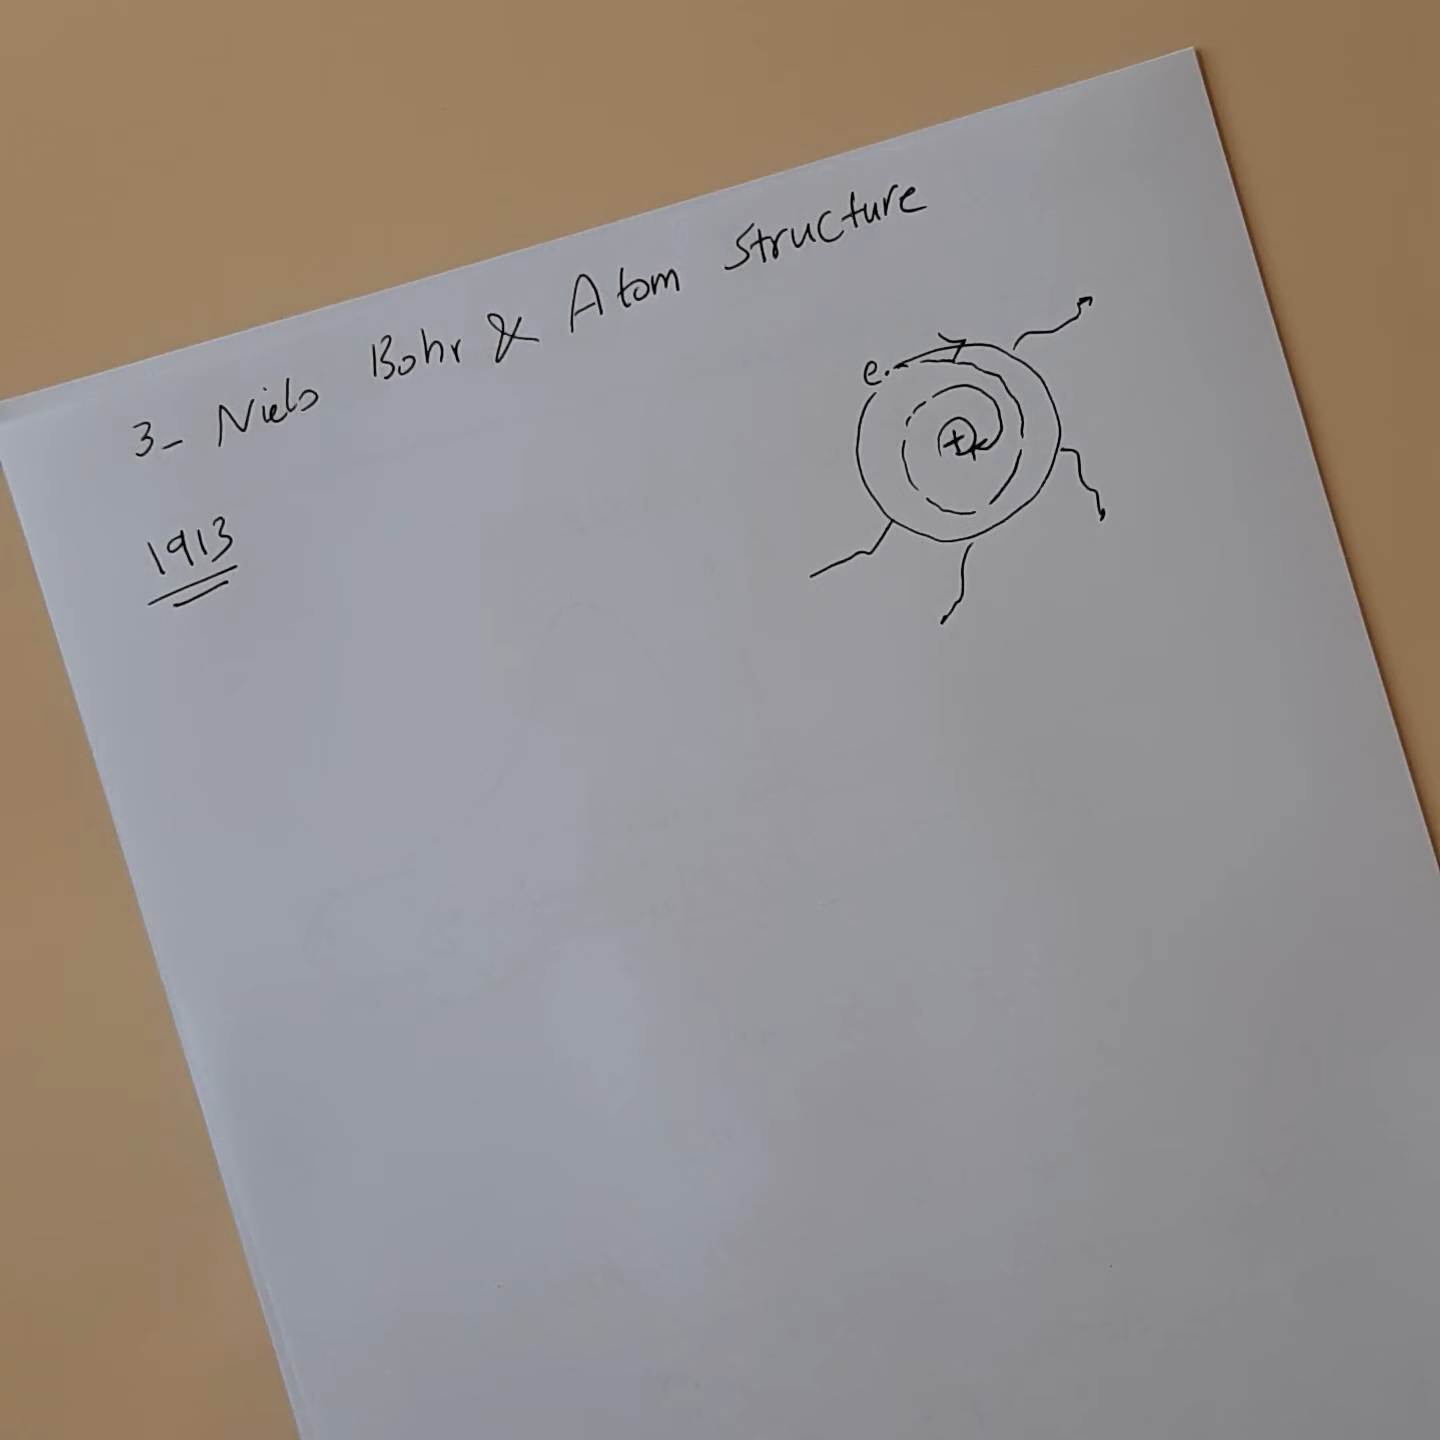 3- Niels Bohr & Atom Structure
1913
e.
+